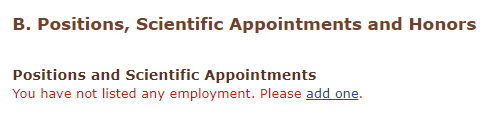 B. Positions, Scientific Appointments and Honors
Positions and Scientific Appointments
You have not listed any employment. Please add one.